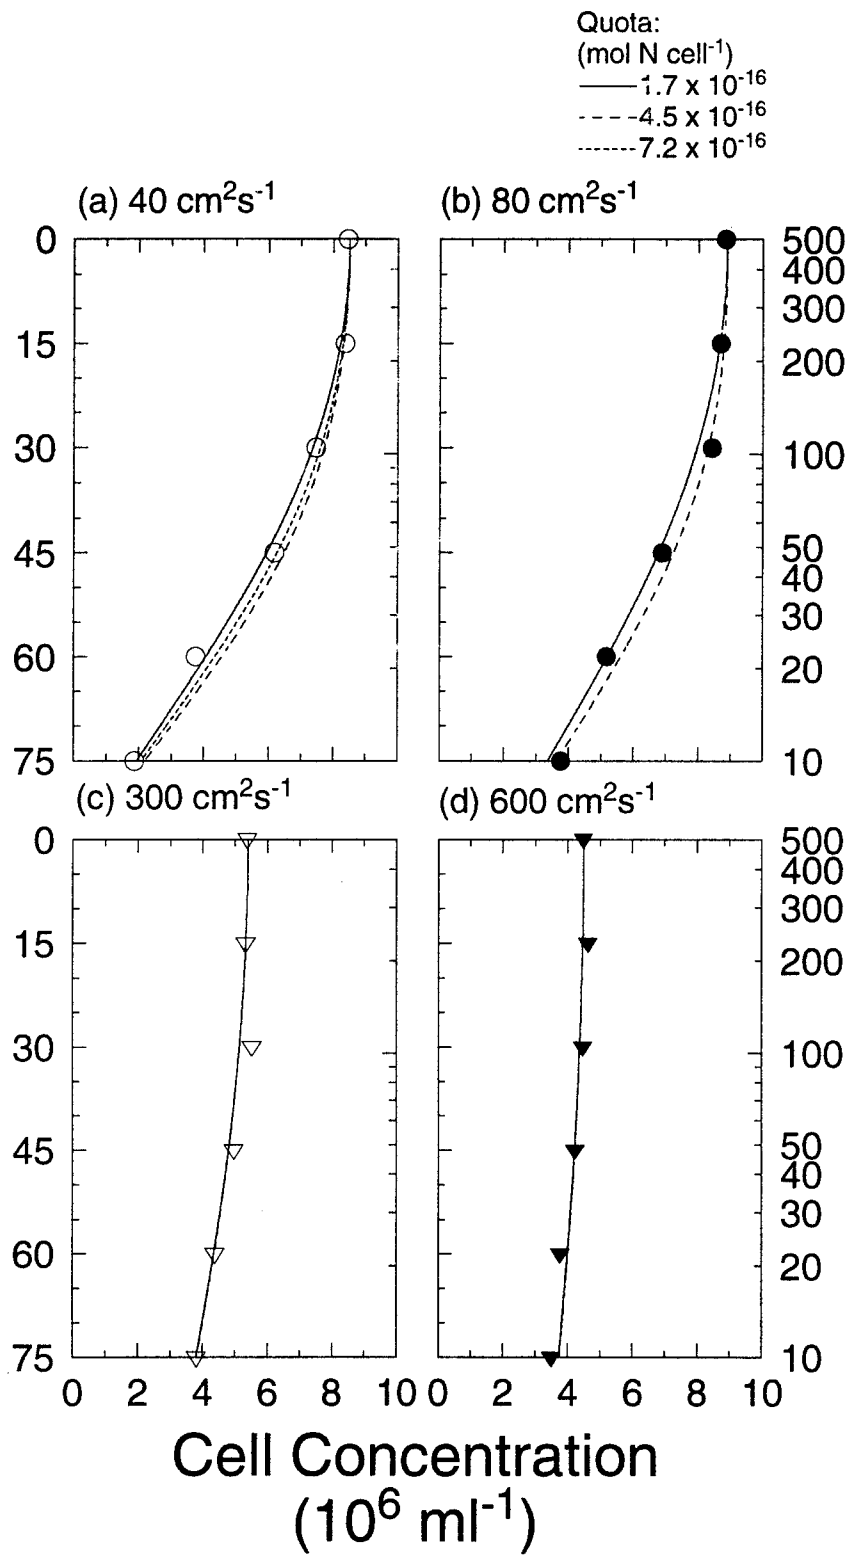 Quota:
(mol N cell⁻¹)
1.7 x 10⁻¹⁶
4.5 x 10⁻¹⁶
7.2 x 10⁻¹⁶
(a) 40 cm²s⁻¹
(b) 80 cm²s⁻¹
0
15
30
45
60
75
500
400
300
200
100
50
40
30
20
10
(c) 300 cm²s⁻¹
(d) 600 cm²s⁻¹
0
15
30
45
60
75
500
400
300
200
100
50
40
30
20
10
0 2 4 6 8 10 0 2 4 6 8 10
Cell Concentration
(10⁶ ml⁻¹)